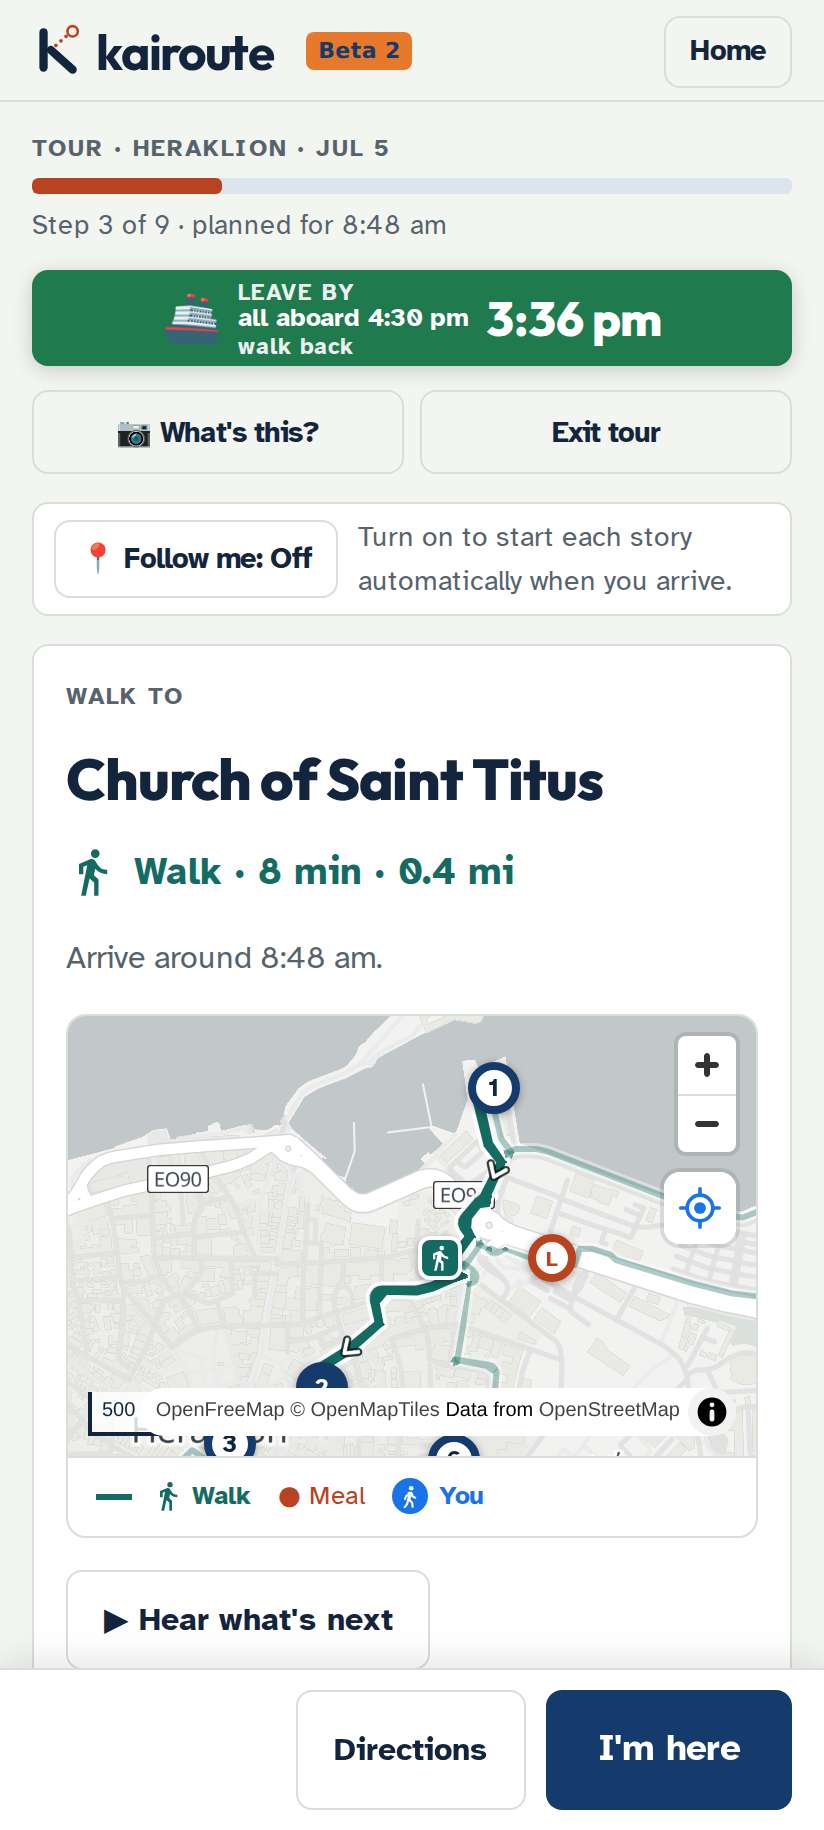 kairoute
Beta 2
Home
TOUR · HERAKLION · JUL 5
Step 3 of 9 · planned for 8:48 am
LEAVE BY
all aboard 4:30 pm
walk back
3:36 pm
What's this?
Exit tour
Follow me: Off
Turn on to start each story
automatically when you arrive.
WALK TO
Church of Saint Titus
Walk · 8 min · 0.4 mi
Arrive around 8:48 am.
1
EO90
L
2
500
OpenFreeMap © OpenMapTiles Data from OpenStreetMap
3
Walk
Meal
You
▶ Hear what's next
Directions
I'm here